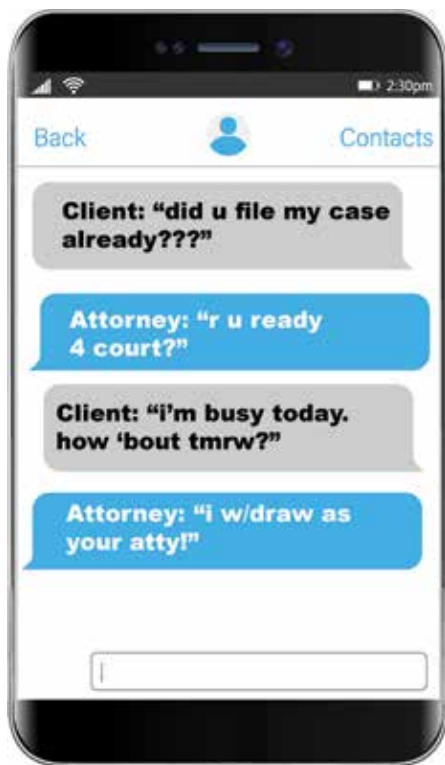 2:30pm
Back
Contacts
Client: “did u file my case
already???”
Attorney: “r u ready
4 court?”
Client: “i’m busy today.
how ‘bout tmrw?”
Attorney: “i w/draw as
your atty!”